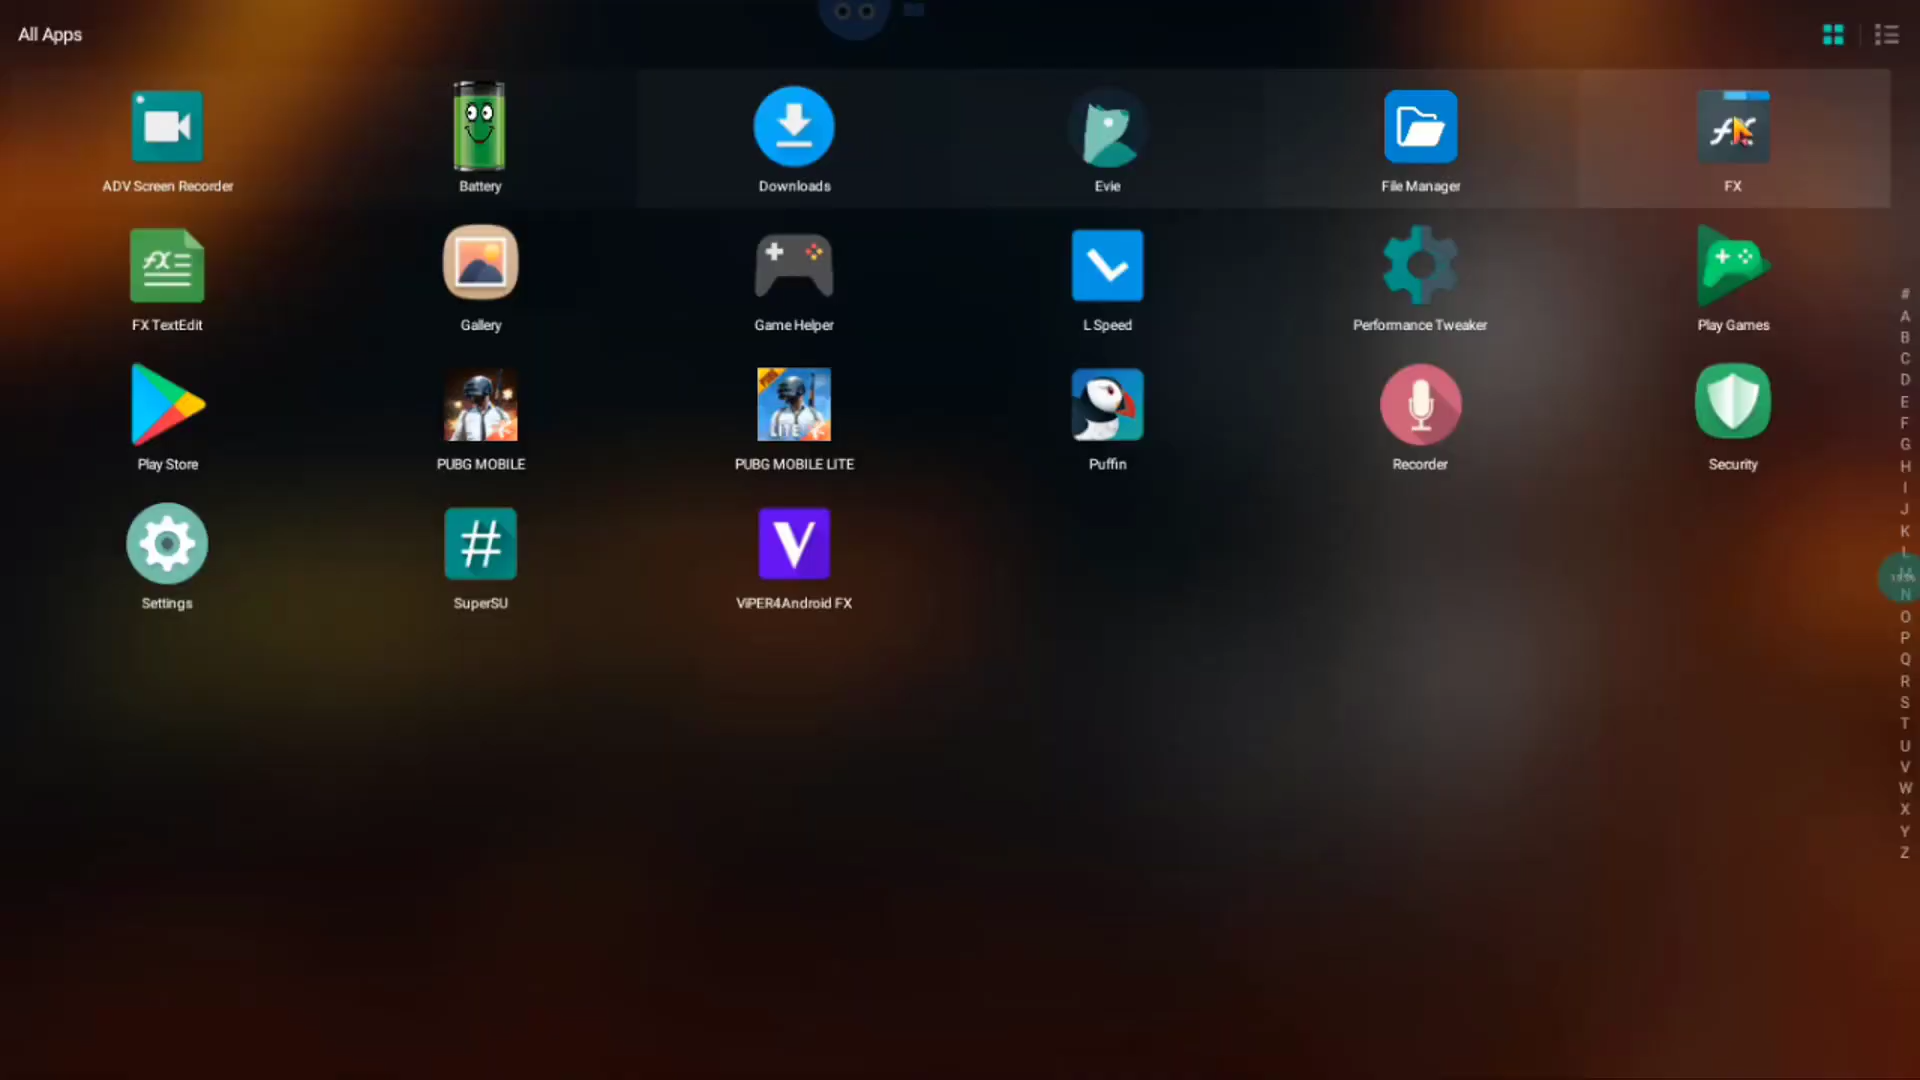 All Apps
ADV Screen Recorder
Battery
Downloads
Evie
File Manager
FX
FX TextEdit
Gallery
Game Helper
L Speed
Performance Tweaker
Play Games
Play Store
PUBG MOBILE
LITE
PUBG MOBILE LITE
Puffin
Recorder
Security
Settings
#
SuperSU
V
ViPER4Android FX
#
A
B
C
D
E
F
G
H
I
J
K
L
N
O
P
Q
R
S
T
U
V
W
X
Y
Z